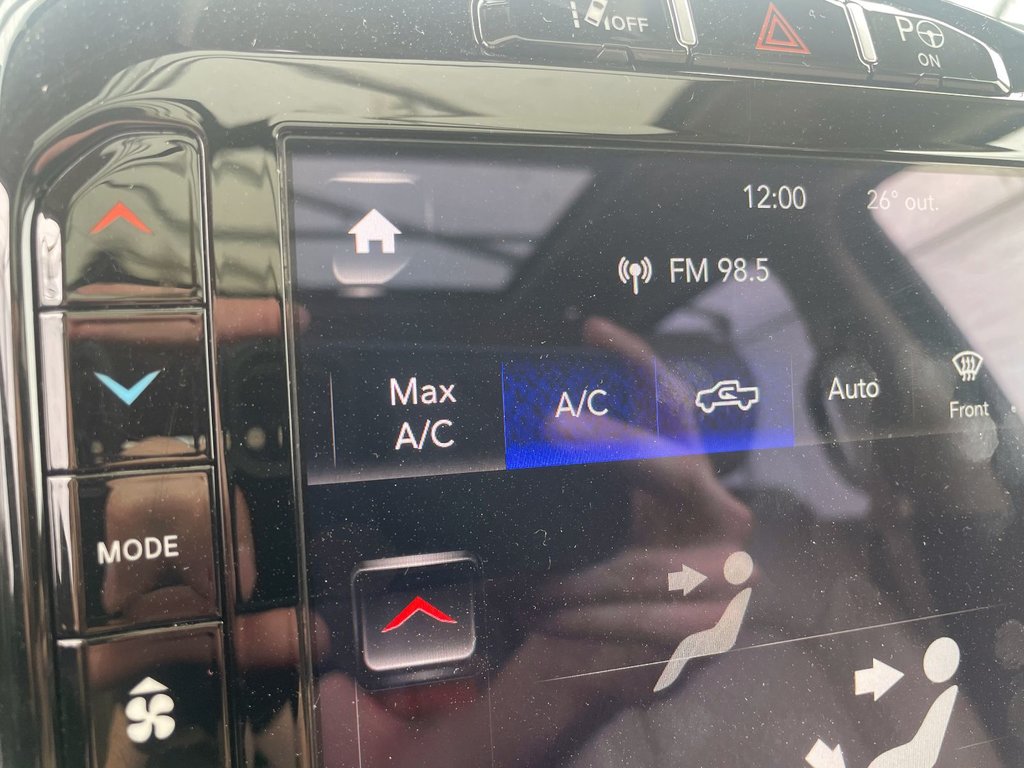 OFF
P
ON
12:00
26° out.
FM 98.5
Max
A/C
A/C
Auto
Front
MODE